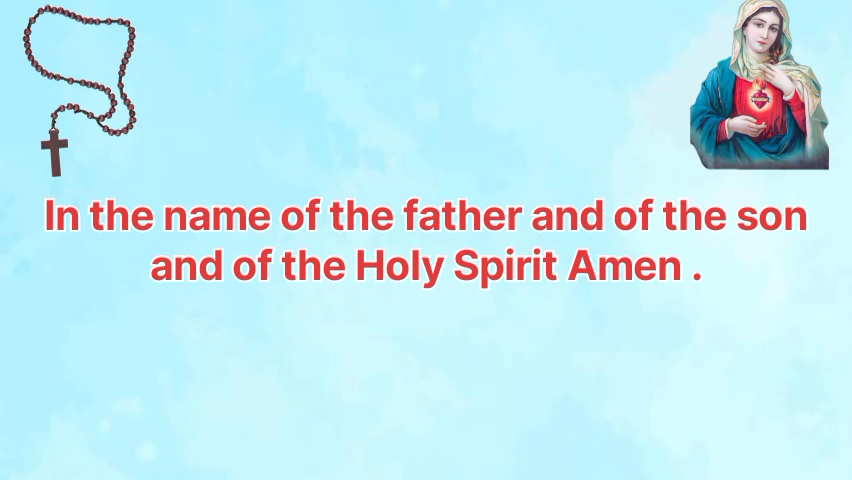 In the name of the father and of the son
and of the Holy Spirit Amen .